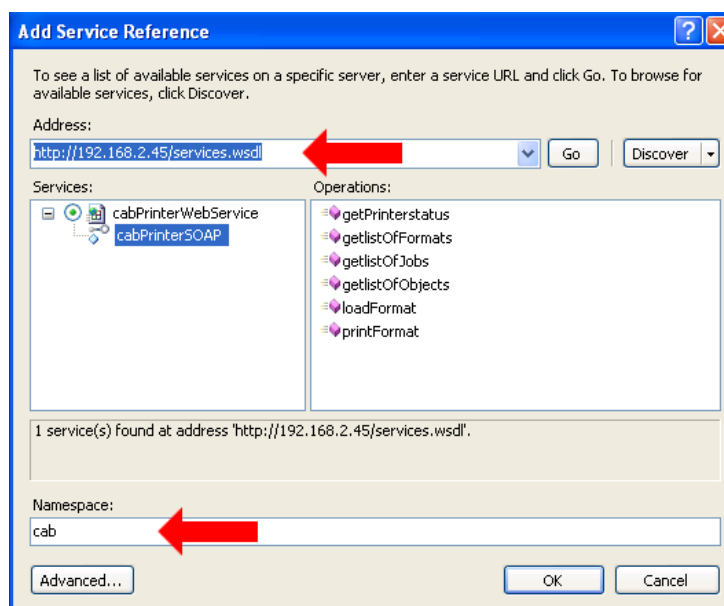 Add Service Reference
To see a list of available services on a specific server, enter a service URL and click Go. To browse for
available services, click Discover.
Address:
http://192.168.2.45/services.wsdl
Go
Discover
Services:
Operations:
cabPrinterWebService
cabPrinterSOAP
getPrinterstatus
getlistOfFormats
getlistOfJobs
getlistOfObjects
loadFormat
printFormat
1 service(s) found at address 'http://192.168.2.45/services.wsdl'.
Namespace:
cab
Advanced...
OK
Cancel